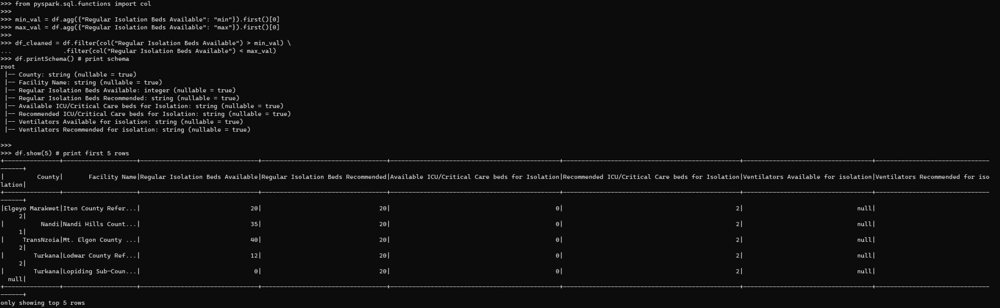 >>> from pyspark.sql.functions import col
>>>
>>> min_val = df.agg({"Regular Isolation Beds Available": "min"}).first()[0]
>>> max_val = df.agg({"Regular Isolation Beds Available": "max"}).first()[0]
>>>
>>> df_cleaned = df.filter(col("Regular Isolation Beds Available") > min_val) \
...              .filter(col("Regular Isolation Beds Available") < max_val)
>>> df.printSchema() # print schema
root
 |-- County: string (nullable = true)
 |-- Facility Name: string (nullable = true)
 |-- Regular Isolation Beds Available: integer (nullable = true)
 |-- Regular Isolation Beds Recommended: string (nullable = true)
 |-- Available ICU/Critical Care beds for Isolation: string (nullable = true)
 |-- Recommended ICU/Critical Care beds for Isolation: string (nullable = true)
 |-- Ventilators Available for isolation: string (nullable = true)
 |-- Ventilators Recommended for isolation: string (nullable = true)

>>>
>>> df.show(5) # print first 5 rows
+---------------+--------------------+--------------------------------+----------------------------------+----------------------------------------------+------------------------------------------------+-----------------------------------+-------------------------------
------+
|         County|       Facility Name|Regular Isolation Beds Available|Regular Isolation Beds Recommended|Available ICU/Critical Care beds for Isolation|Recommended ICU/Critical Care beds for Isolation|Ventilators Available for isolation|Ventilators Recommended for iso
lation|
+---------------+--------------------+--------------------------------+----------------------------------+----------------------------------------------+------------------------------------------------+-----------------------------------+-------------------------------
------+
|Elgeyo Marakwet|Iten County Refer...|                              20|                                20|                                             0|                                               2|                               null|
     2|
|          Nandi|Nandi Hills Count...|                              35|                                20|                                             0|                                               2|                               null|
     1|
|     TransNzoia|Mt. Elgon County ...|                              40|                                20|                                             0|                                               2|                               null|
     2|
|        Turkana|Lodwar County Ref...|                              12|                                20|                                             0|                                               2|                               null|
     2|
|        Turkana|Lopiding Sub-Coun...|                               0|                                20|                                             0|                                               2|                               null|
  null|
+---------------+--------------------+--------------------------------+----------------------------------+----------------------------------------------+------------------------------------------------+-----------------------------------+-------------------------------
------+
only showing top 5 rows